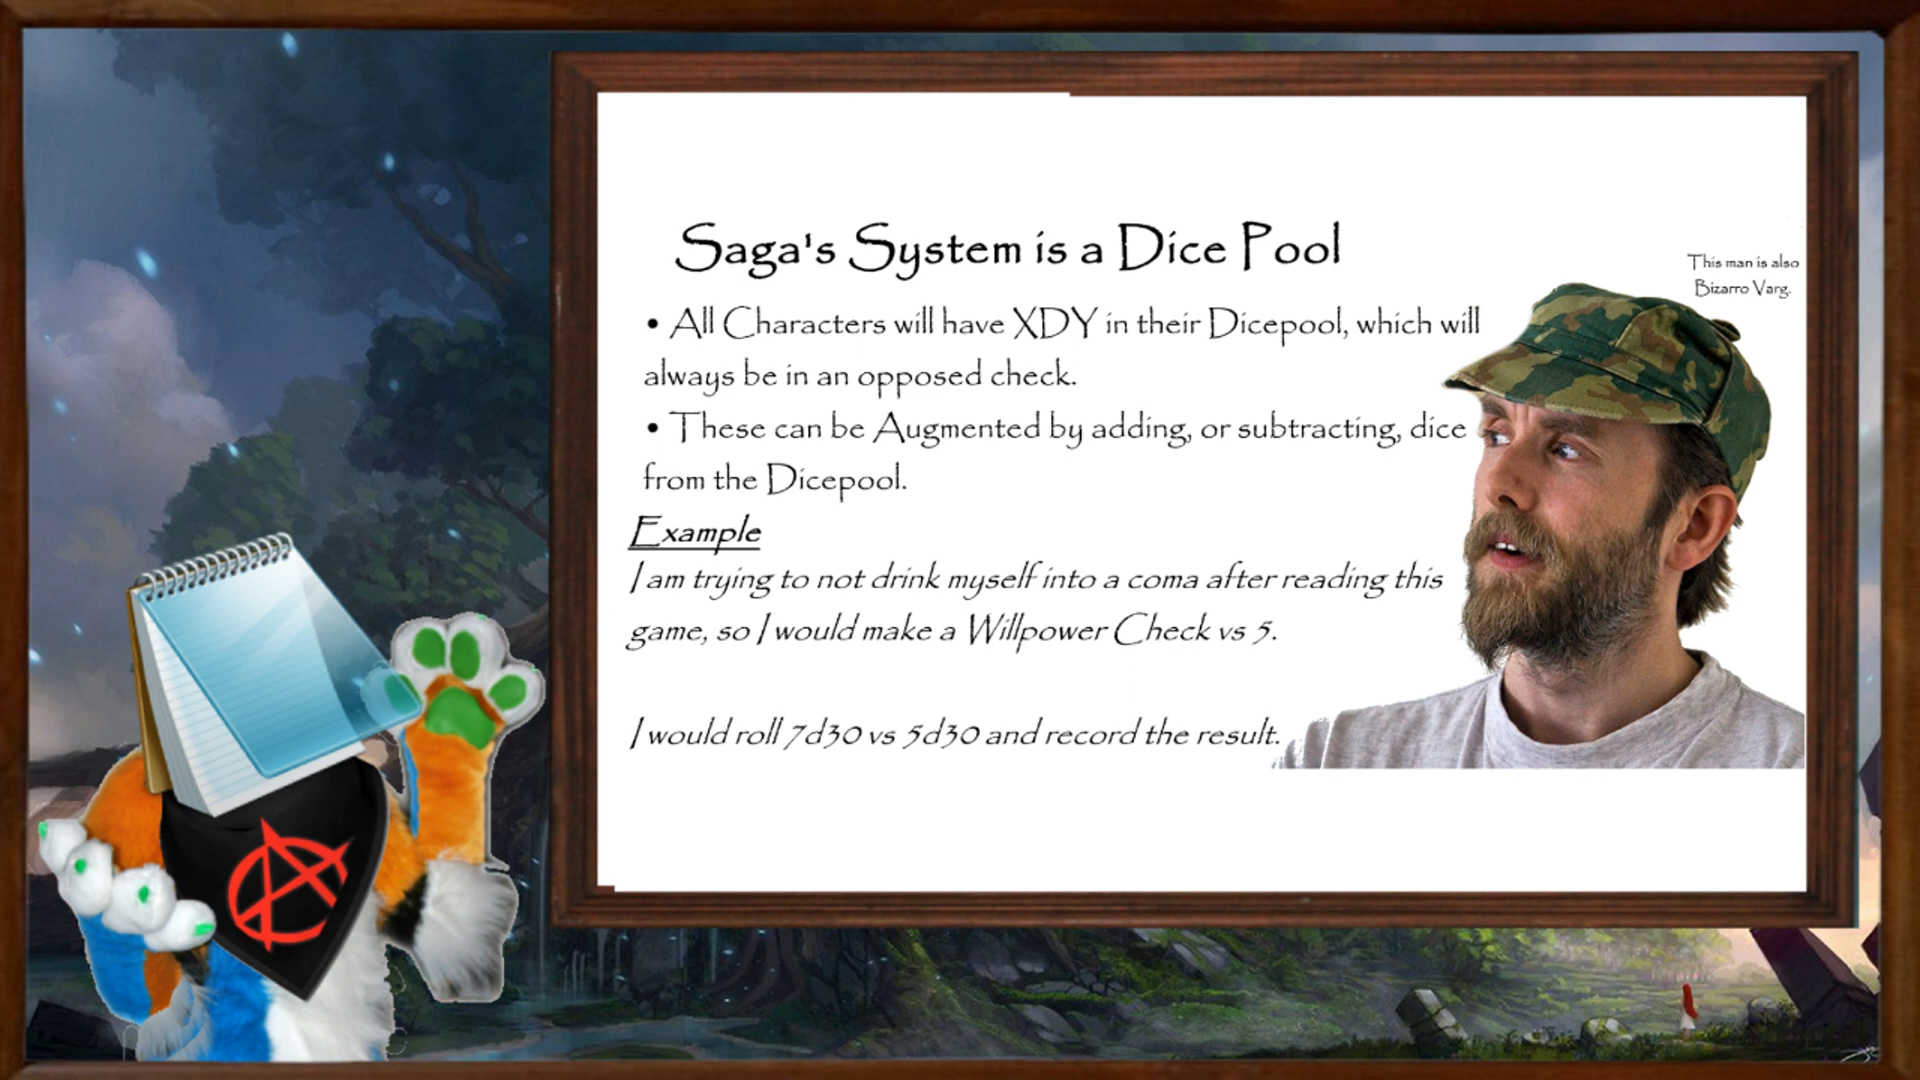 Saga's System is a Dice Pool
This man is also
Bizarro Varg.
• All Characters will have XDY in their Dicepool, which will
always be in an opposed check.
• These can be Augmented by adding, or subtracting, dice
from the Dicepool.
Example
I am trying to not drink myself into a coma after reading this
game, so I would make a Willpower Check vs 5.
I would roll 7d30 vs 5d30 and record the result.